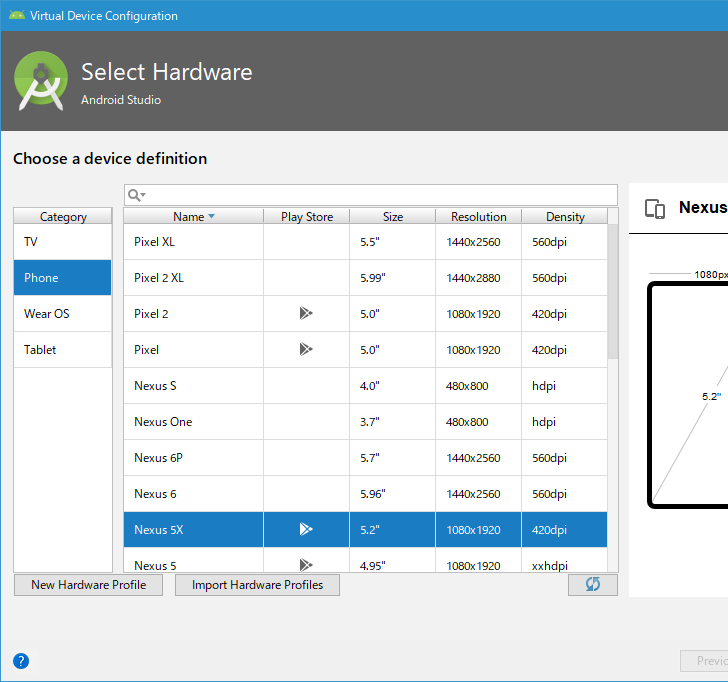 Virtual Device Configuration
Select Hardware
Android Studio
Choose a device definition
Category
TV
Phone
Wear OS
Tablet
Name Play Store Size Resolution Density
Pixel XL 5.5" 1440x2560 560dpi
Pixel 2 XL 5.99" 1440x2880 560dpi
Pixel 2 5.0" 1080x1920 420dpi
Pixel 5.0" 1080x1920 420dpi
Nexus S 4.0" 480x800 hdpi
Nexus One 3.7" 480x800 hdpi
Nexus 6P 5.7" 1440x2560 560dpi
Nexus 6 5.96" 1440x2560 560dpi
Nexus 5X 5.2" 1080x1920 420dpi
Nexus 5 4.95" 1080x1920 xxhdpi
New Hardware Profile
Import Hardware Profiles
Nexus
1080px
5.2"
?
Previo